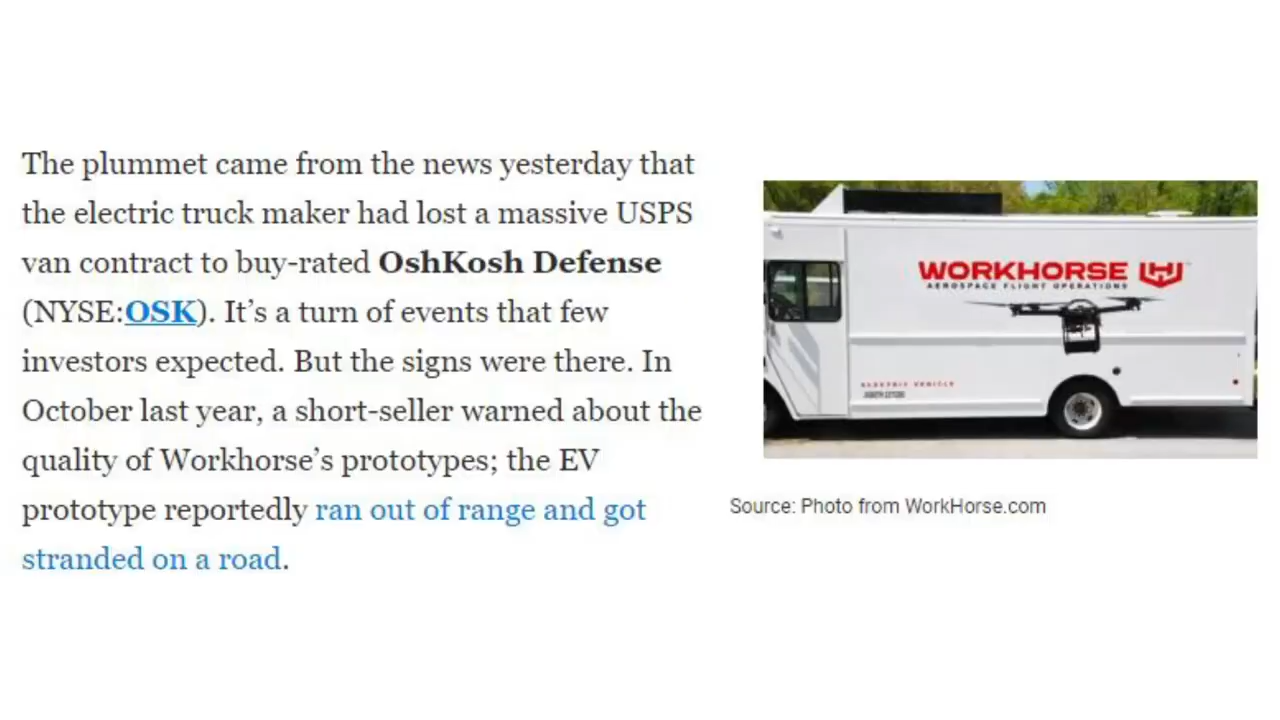 The plummet came from the news yesterday that
the electric truck maker had lost a massive USPS
van contract to buy-rated OshKosh Defense
(NYSE:OSK). It’s a turn of events that few
investors expected. But the signs were there. In
October last year, a short-seller warned about the
quality of Workhorse’s prototypes; the EV
prototype reportedly ran out of range and got
stranded on a road.
WORKHORSE
AEROSPACE FLIGHT OPERATIONS
ELECTRIC VEHICLE
Source: Photo from WorkHorse.com